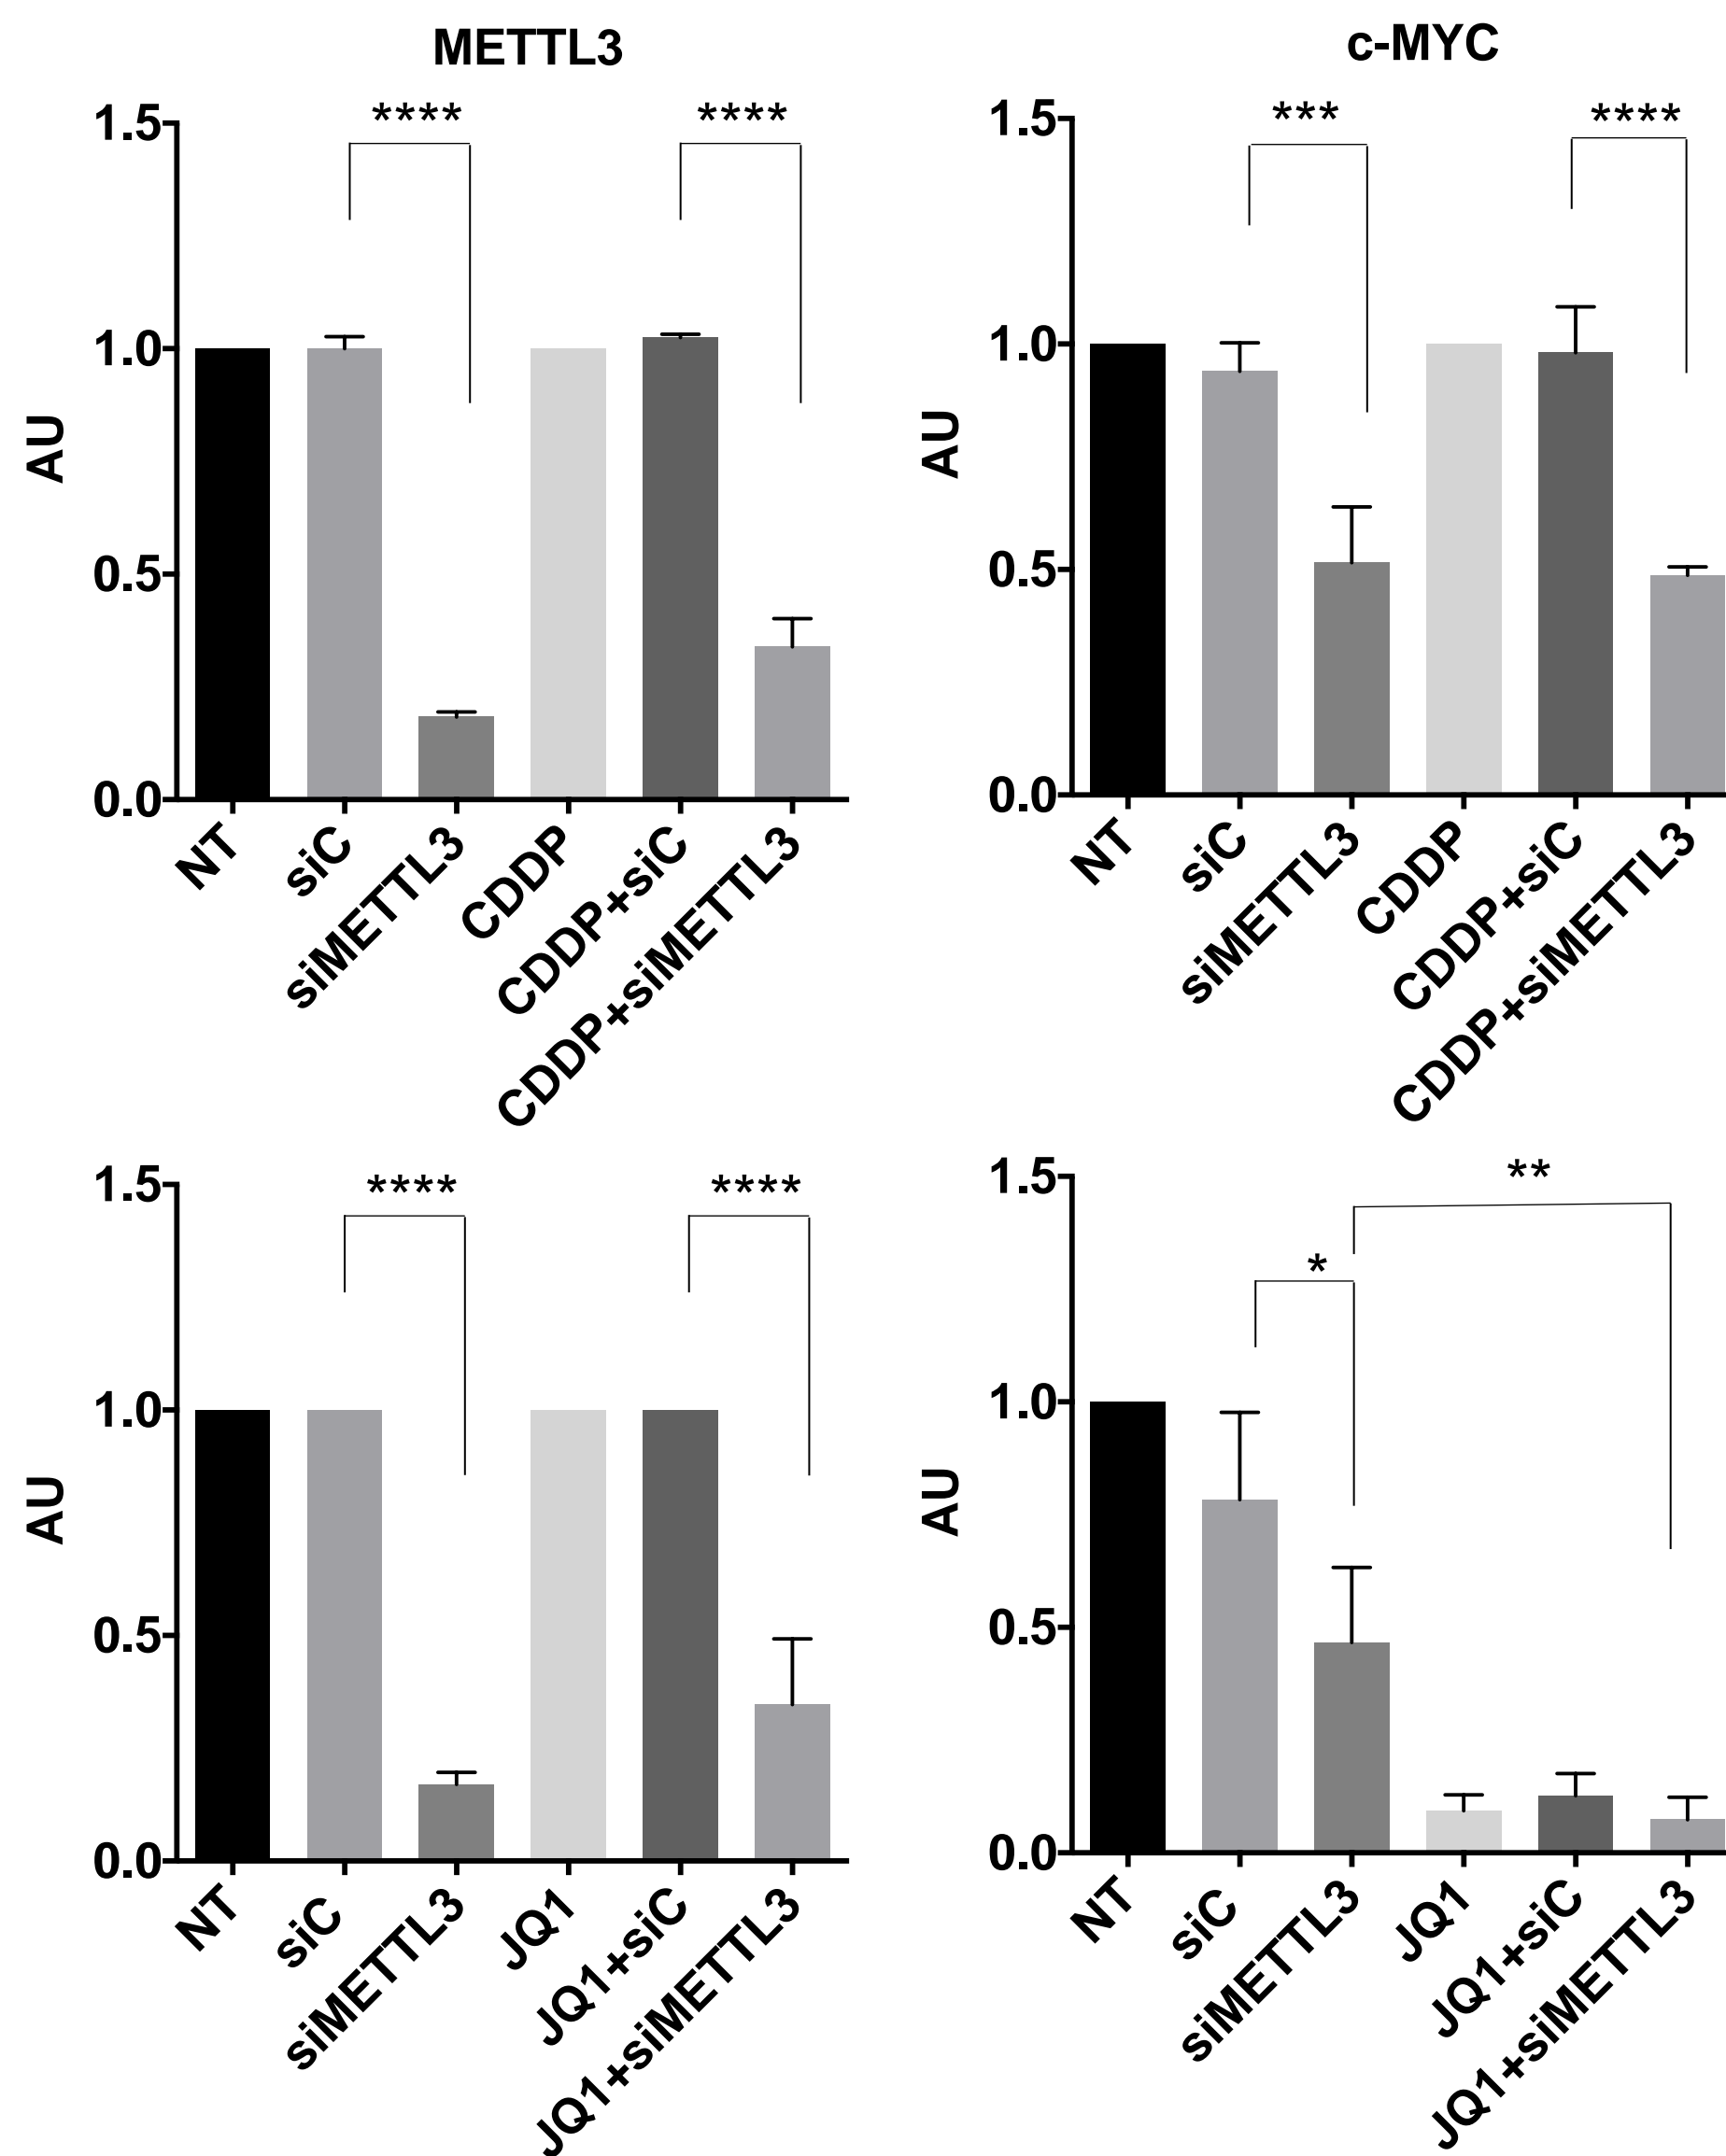 METTL3
**** ****
1.5
1.0
0.5
0.0
AU
NT
siC
siMETTL3
CDDP
CDDP+siC
CDDP+siMETTL3
c-MYC
*** ****
1.5
1.0
0.5
0.0
AU
NT
siC
siMETTL3
CDDP
CDDP+siC
CDDP+siMETTL3
**** ****
1.5
1.0
0.5
0.0
AU
NT
siC
siMETTL3
JQ1
JQ1+siC
JQ1+siMETTL3
**
*
1.5
1.0
0.5
0.0
AU
NT
siC
siMETTL3
JQ1
JQ1+siC
JQ1+siMETTL3